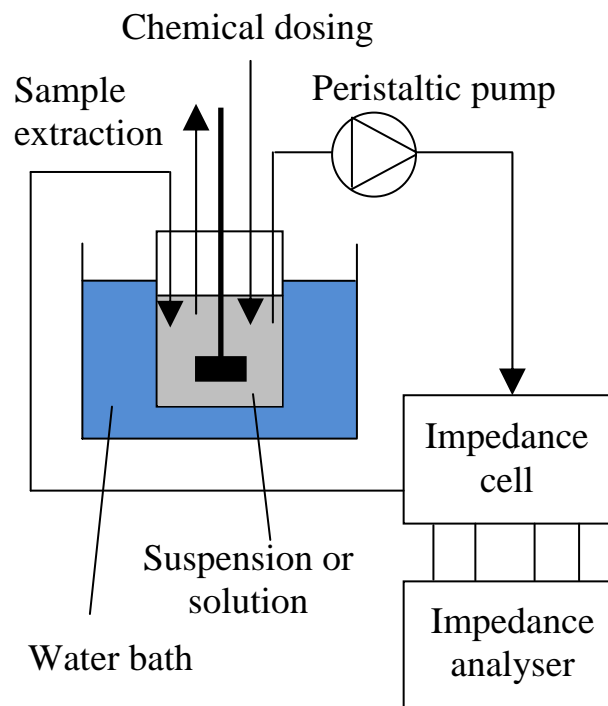 Chemical dosing
Sample
extraction
Peristaltic pump
Impedance
cell
Suspension or
solution
Water bath
Impedance
analyser